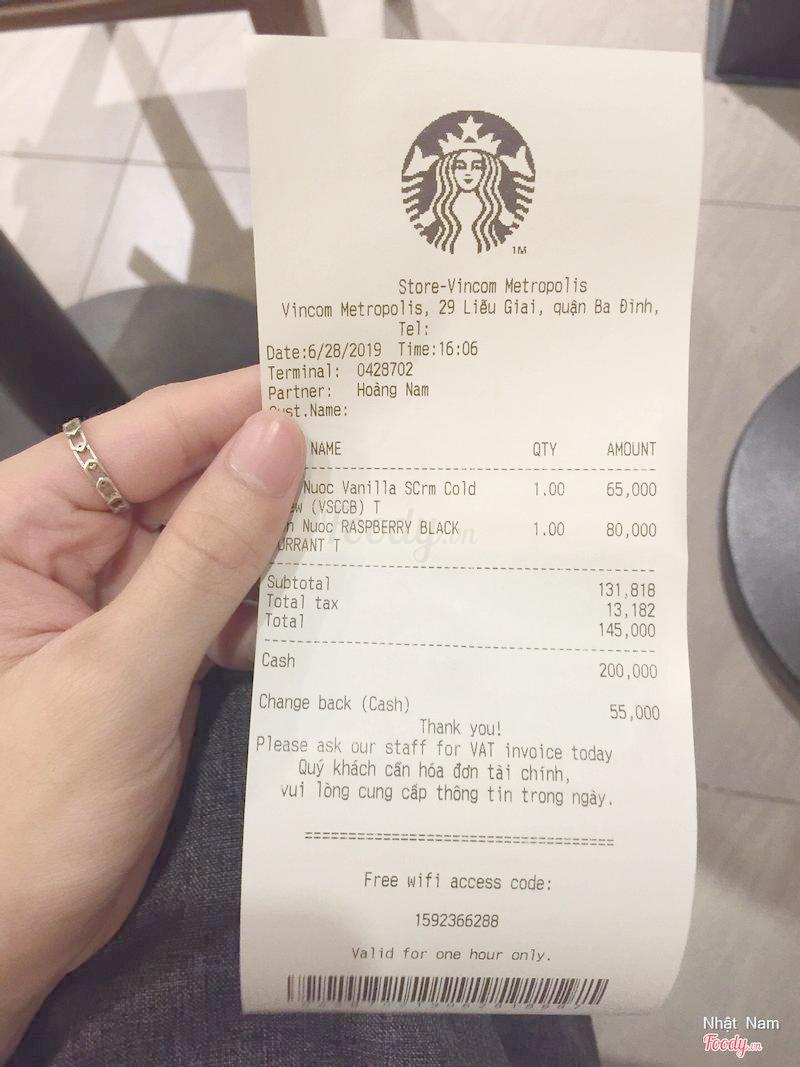 TM
Store-Vincom Metropolis
Vincom Metropolis, 29 Liễu Giai, quận Ba Đình,
Tel:
Date:6/28/2019 Time:16:06
Terminal: 0428702
Partner: Hoàng Nam
Cust.Name:
NAME QTY AMOUNT
Nuoc Vanilla SCrm Cold 1.00 65,000
(VSCCB) T
Nuoc RASPBERRY BLACK 1.00 80,000
URRANT T
Subtotal 131,818
Total tax 13,182
Total 145,000
Cash 200,000
Change back (Cash) 55,000
Thank you!
Please ask our staff for VAT invoice today
Quý khách cần hóa đơn tài chính,
vui lòng cung cấp thông tin trong ngày.
===================================
Free wifi access code:
1592366288
Valid for one hour only.
foody.vn
Nhật Nam
Foody.vn